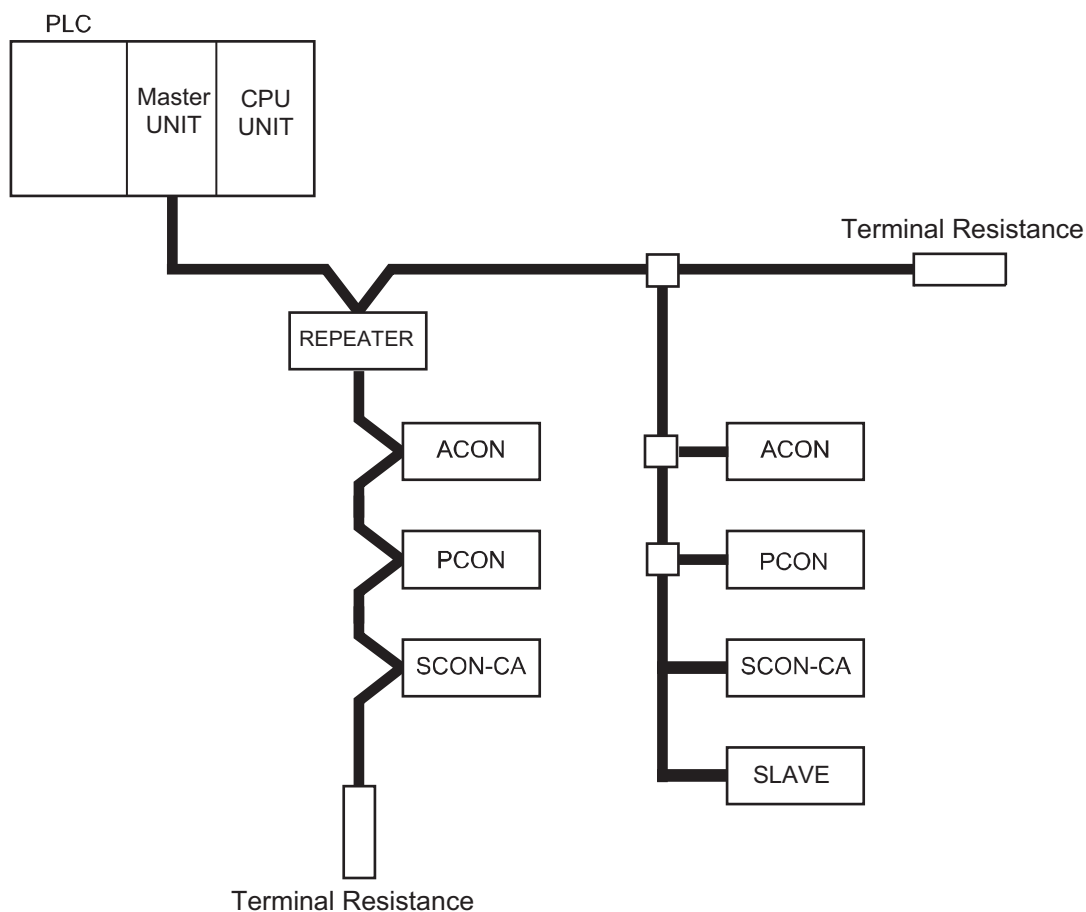 PLC
Master
UNIT
CPU
UNIT
Terminal Resistance
REPEATER
ACON
ACON
PCON
PCON
SCON-CA
SCON-CA
SLAVE
Terminal Resistance